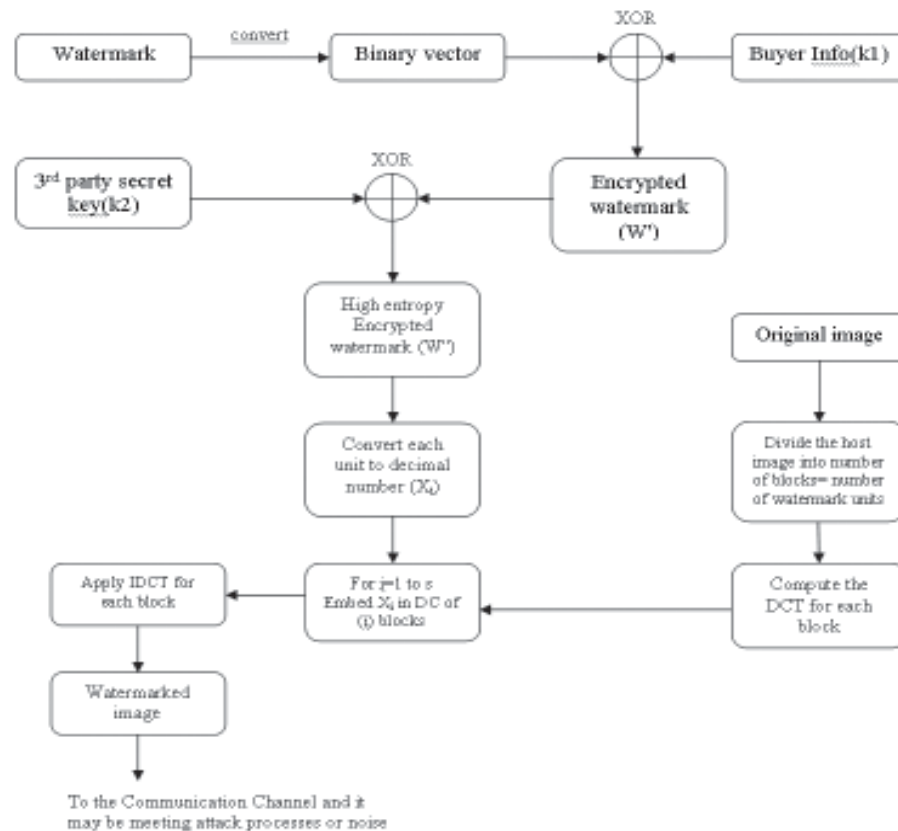 XOR
convert
Watermark
Binary vector
Buyer Info(k1)
XOR
3rd party secret
key(k2)
Encrypted
watermark
(W')
High entropy
Encrypted
watermark (W'')
Original image
Convert each
unit to decimal
number (Xi)
Divide the host
image into number
of blocks= number
of watermark units
Apply IDCT for
each block
For i=1 to s
Embed Xi in DC of
(i) blocks
Compute the
DCT for each
block
Watermarked
image
To the Communication Channel and it
may be meeting attack processes or noise